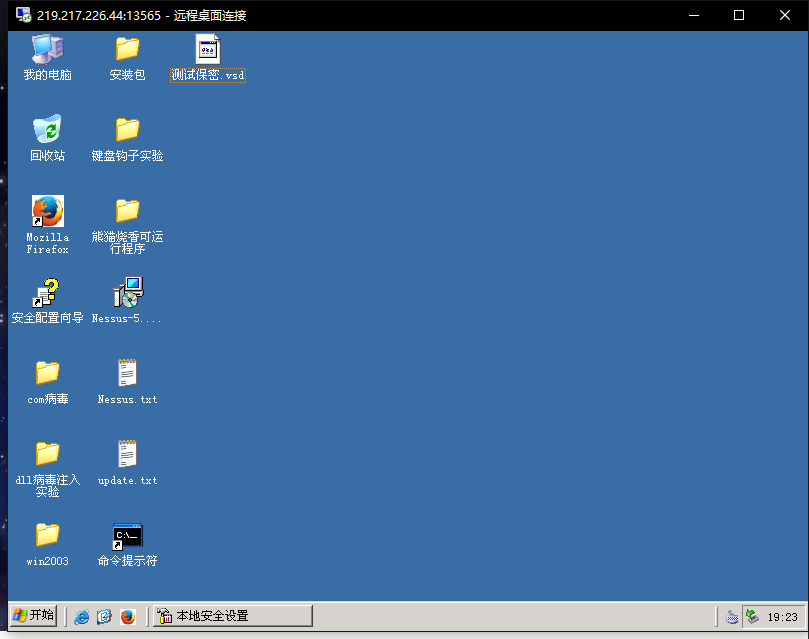 219.217.226.44:13565 - 远程桌面连接
我的电脑
安装包
测试保密.vsd
回收站
键盘钩子实验
Mozilla
Firefox
熊猫烧香可运
行程序
安全配置向导
Nessus-5....
com病毒
Nessus.txt
dll病毒注入
实验
update.txt
win2003
C:\_
命令提示符
开始
本地安全设置
19:23